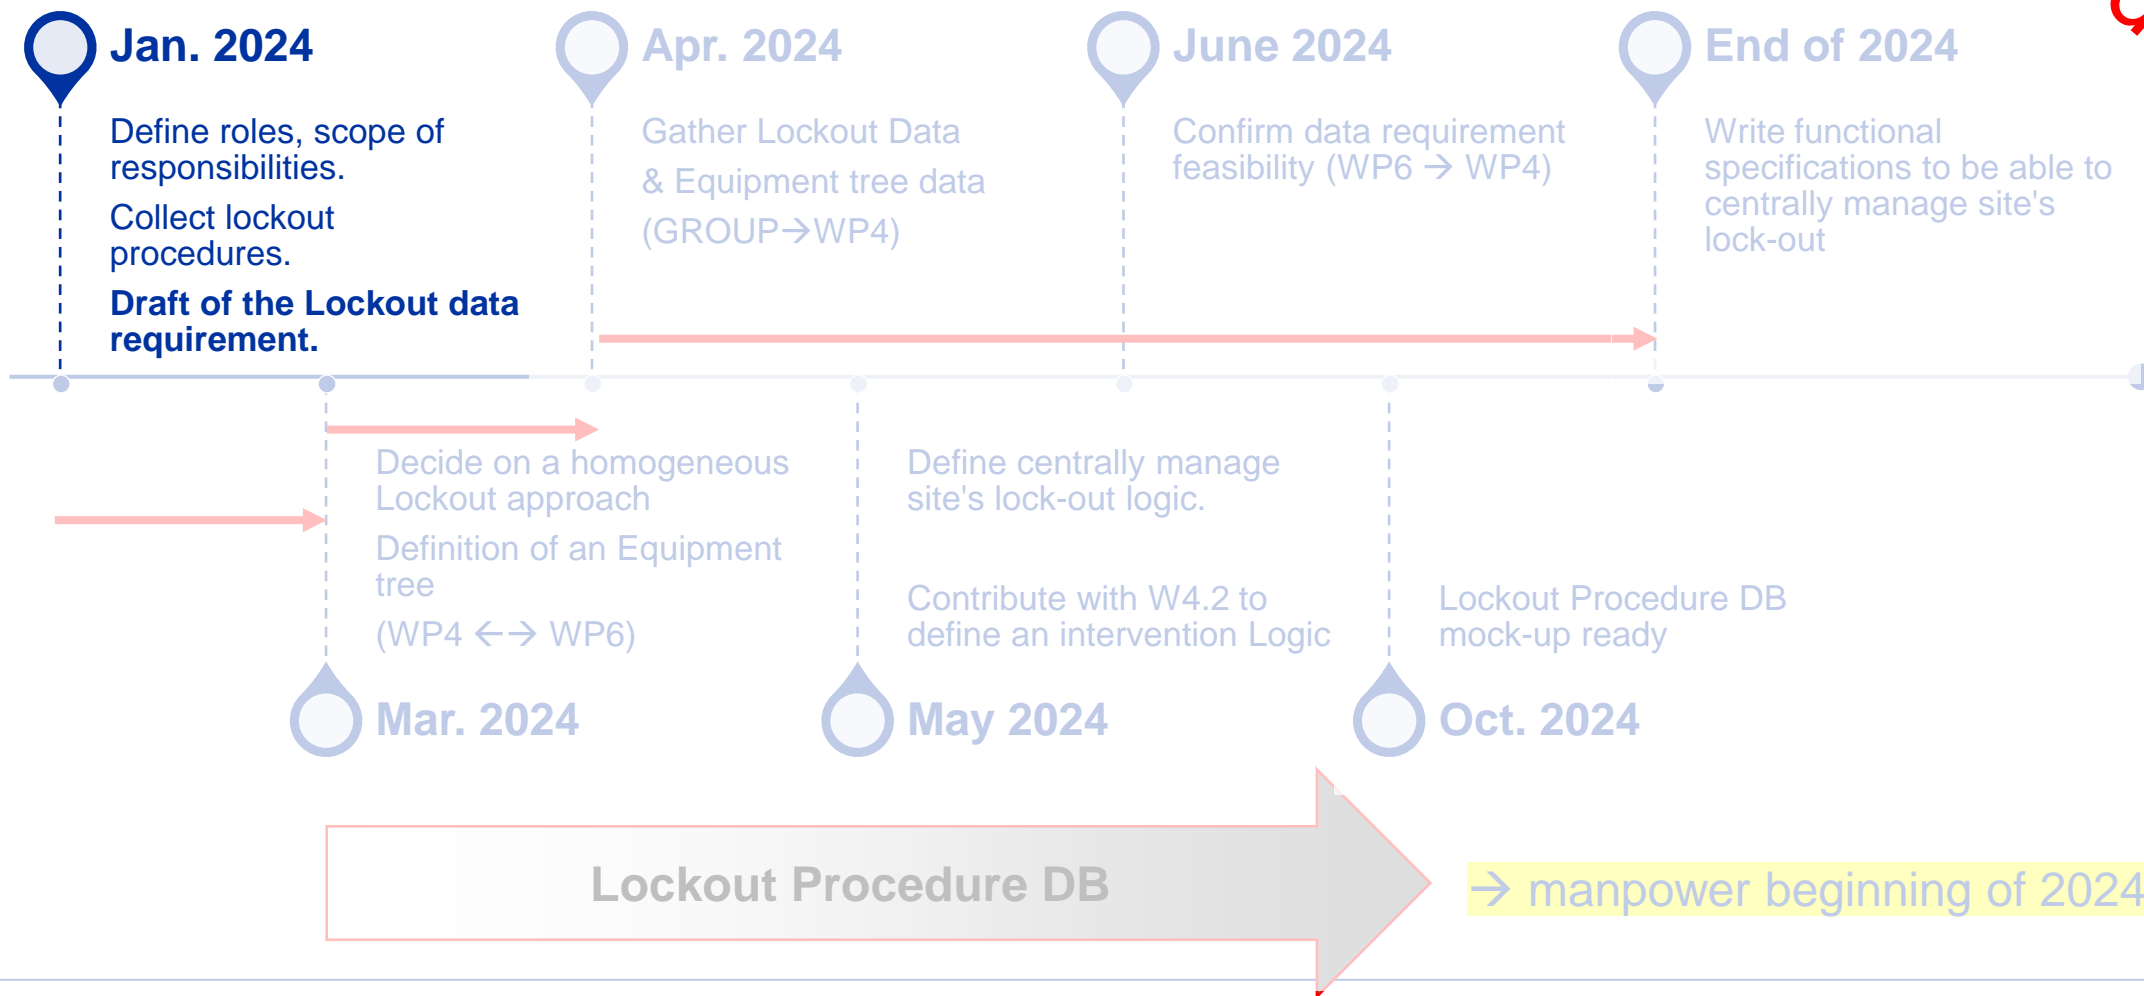 Jan. 2024
Define roles, scope of
responsibilities.
Collect lockout
procedures.
Draft of the Lockout data
requirement.
Apr. 2024
Gather Lockout Data
& Equipment tree data
(GROUP→WP4)
June 2024
Confirm data requirement
feasibility (WP6 → WP4)
End of 2024
Write functional
specifications to be able to
centrally manage site's
lock-out
Decide on a homogeneous
Lockout approach
Definition of an Equipment
tree
(WP4 ←→ WP6)
Mar. 2024
Define centrally manage
site's lock-out logic.
Contribute with W4.2 to
define an intervention Logic
May 2024
Lockout Procedure DB
mock-up ready
Oct. 2024
Lockout Procedure DB
→ manpower beginning of 2024